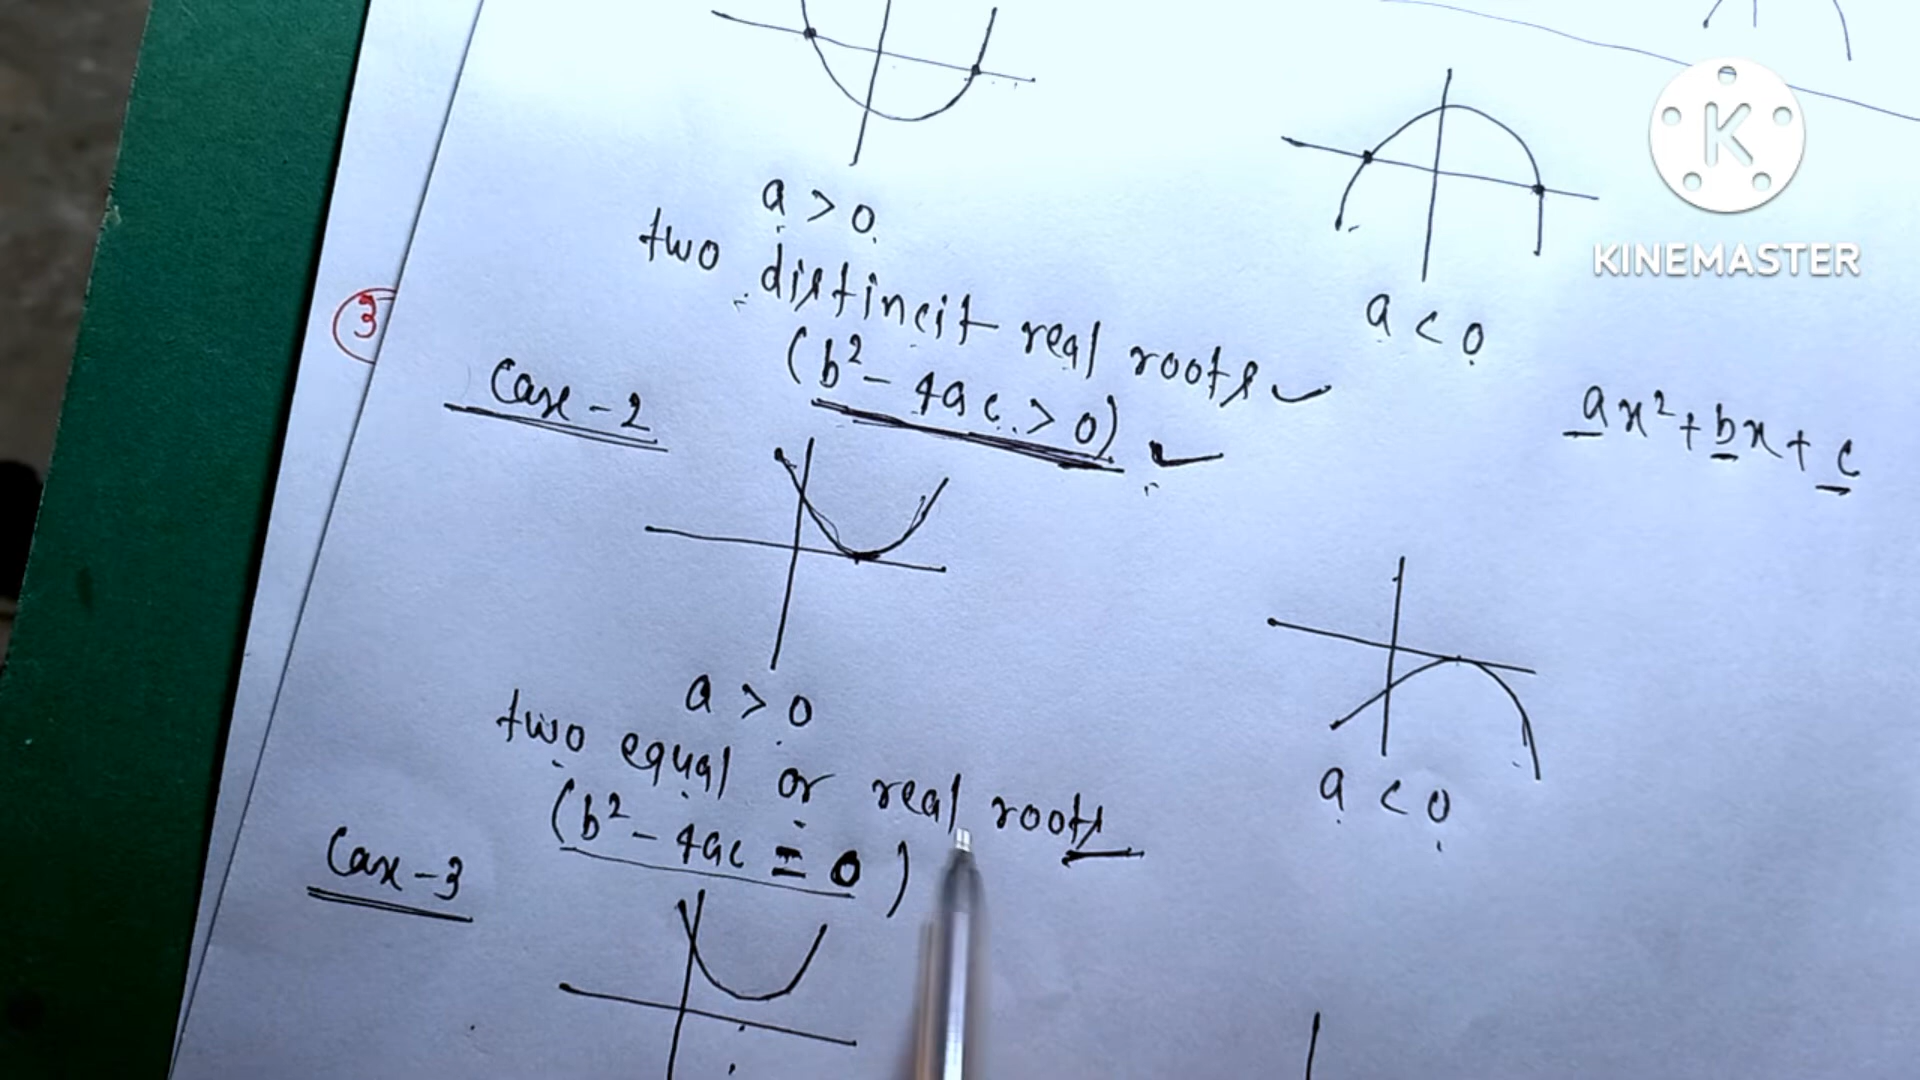 a > 0
a < 0
two distincit real roots
(b² - 4ac > 0)
3
Case - 2
ax² + bx + c
a > 0
a < 0
two equal or real roots
(b² - 4ac = 0)
Case - 3
K
KINEMASTER